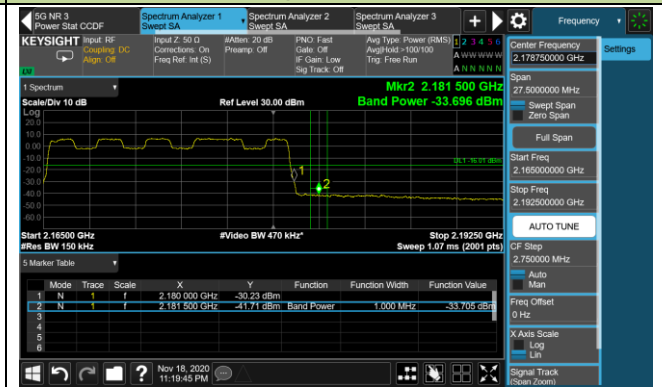 5G NR 3
Power Stat CCDF
Spectrum Analyzer 1
Swept SA
Spectrum Analyzer 2
Swept SA
Spectrum Analyzer 3
Swept SA
Frequency
KEYSIGHT
Input: RF
Coupling: DC
Align: Off
Input Z: 50 Ω
Corrections: On
Freq Ref: Int (S)
#Atten: 20 dB
Preamp: Off
PNO: Fast
Gate: Off
IF Gain: Low
Sig Track: Off
Avg Type: Power (RMS)
Avg|Hold:>100/100
Trig: Free Run
1 2 3 4 5 6
A W W W W W
A N N N N N
Center Frequency
2.178750000 GHz
Settings
Span
27.5000000 MHz
Swept Span
Zero Span
Full Span
Start Freq
2.165000000 GHz
Stop Freq
2.192500000 GHz
AUTO TUNE
CF Step
2.750000 MHz
Auto
Man
Freq Offset
0 Hz
X Axis Scale
Log
Lin
Signal Track
(Span Zoom)
1 Spectrum
Scale/Div 10 dB
Ref Level 30.00 dBm
Mkr2 2.181 500 GHz
Band Power -33.696 dBm
Log
20.0
10.0
0.00
-10.0
-20.0
-30.0
-40.0
-50.0
-60.0
DL1 -16.01 dBm
1
2
Start 2.16500 GHz
#Res BW 150 kHz
#Video BW 470 kHz*
Stop 2.19250 GHz
Sweep 1.07 ms (2001 pts)
5 Marker Table
Mode Trace Scale X Y Function Function Width Function Value
1 N 1 f 2.180 000 GHz -30.23 dBm
2 N 1 f 2.181 500 GHz -41.71 dBm Band Power 1.000 MHz -33.705 dBm
3
4
5
6
Nov 18, 2020
11:19:45 PM